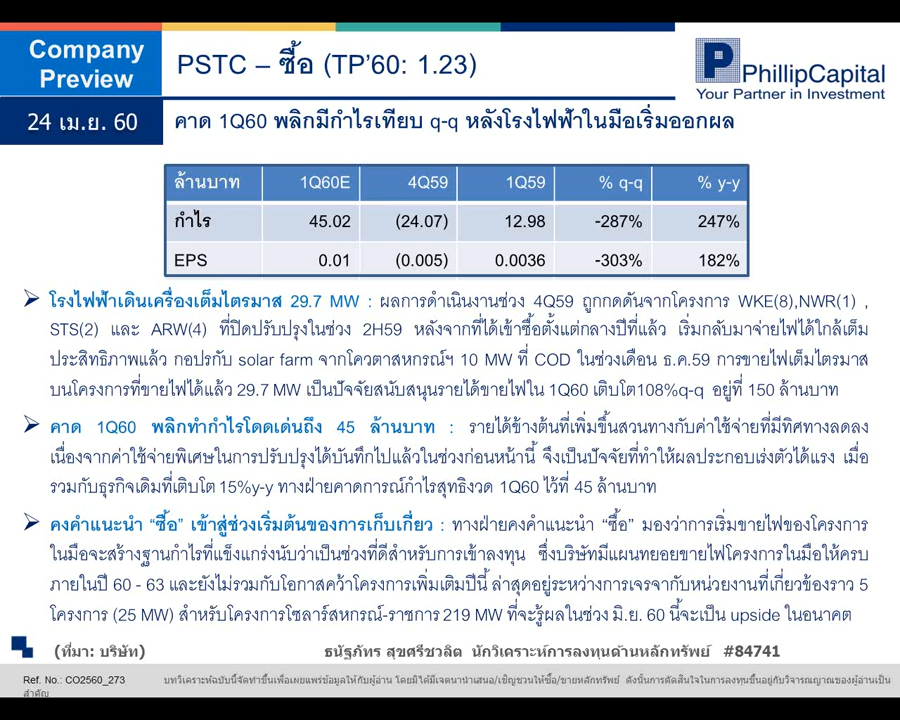 Company
Preview
PSTC – ซื้อ (TP’60: 1.23)
PhillipCapital
Your Partner in Investment
24 เม.ย. 60
คาด 1Q60 พลิกมีกำไรเทียบ q-q หลังโรงไฟฟ้าในมือเริ่มออกผล
ล้านบาท 1Q60E 4Q59 1Q59 % q-q % y-y
กำไร 45.02 (24.07) 12.98 -287% 247%
EPS 0.01 (0.005) 0.0036 -303% 182%
โรงไฟฟ้าเดินเครื่องเต็มไตรมาส 29.7 MW : ผลการดำเนินงานช่วง 4Q59 ถูกกดดันจากโครงการ WKE(8),NWR(1) ,
STS(2) และ ARW(4) ที่ปิดปรับปรุงในช่วง 2H59 หลังจากที่ได้เข้าซื้อตั้งแต่กลางปีที่แล้ว เริ่มกลับมาจ่ายไฟได้ใกล้เต็ม
ประสิทธิภาพแล้ว กอปรกับ solar farm จากโควตาสหกรณ์ฯ 10 MW ที่ COD ในช่วงเดือน ธ.ค.59 การขายไฟเต็มไตรมาส
บนโครงการที่ขายไฟได้แล้ว 29.7 MW เป็นปัจจัยสนับสนุนรายได้ขายไฟใน 1Q60 เติบโต108%q-q อยู่ที่ 150 ล้านบาท
คาด 1Q60 พลิกทำกำไรโดดเด่นถึง 45 ล้านบาท : รายได้ข้างต้นที่เพิ่มขึ้นสวนทางกับค่าใช้จ่ายที่มีทิศทางลดลง
เนื่องจากค่าใช้จ่ายพิเศษในการปรับปรุงได้บันทึกไปแล้วในช่วงก่อนหน้านี้ จึงเป็นปัจจัยที่ทำให้ผลประกอบเร่งตัวได้แรง เมื่อ
รวมกับธุรกิจเดิมที่เติบโต 15%y-y ทางฝ่ายคาดการณ์กำไรสุทธิงวด 1Q60 ไว้ที่ 45 ล้านบาท
คงคำแนะนำ “ซื้อ” เข้าสู่ช่วงเริ่มต้นของการเก็บเกี่ยว : ทางฝ่ายคงคำแนะนำ “ซื้อ” มองว่าการเริ่มขายไฟของโครงการ
ในมือจะสร้างฐานกำไรที่แข็งแกร่งนับว่าเป็นช่วงที่ดีสำหรับการเข้าลงทุน ซึ่งบริษัทมีแผนทยอยขายไฟโครงการในมือให้ครบ
ภายในปี 60 - 63 และยังไม่รวมกับโอกาสคว้าโครงการเพิ่มเติมปีนี้ ล่าสุดอยู่ระหว่างการเจรจากับหน่วยงานที่เกี่ยวข้องราว 5
โครงการ (25 MW) สำหรับโครงการโซลาร์สหกรณ์-ราชการ 219 MW ที่จะรู้ผลในช่วง มิ.ย. 60 นี้จะเป็น upside ในอนาคต
(ที่มา: บริษัท) ธนัฐภัทร สุขศรีชวลิต นักวิเคราะห์การลงทุนด้านหลักทรัพย์ #84741
Ref. No.: CO2560_273 บทวิเคราะห์ฉบับนี้จัดทำขึ้นเพื่อเผยแพร่ข้อมูลให้กับผู้อ่าน โดยมิได้มีเจตนานำเสนอ/เชิญชวนให้ซื้อ/ขายหลักทรัพย์ ดังนั้นการตัดสินใจในการลงทุนขึ้นอยู่กับวิจารณญาณของผู้อ่านเป็น
สำคัญ